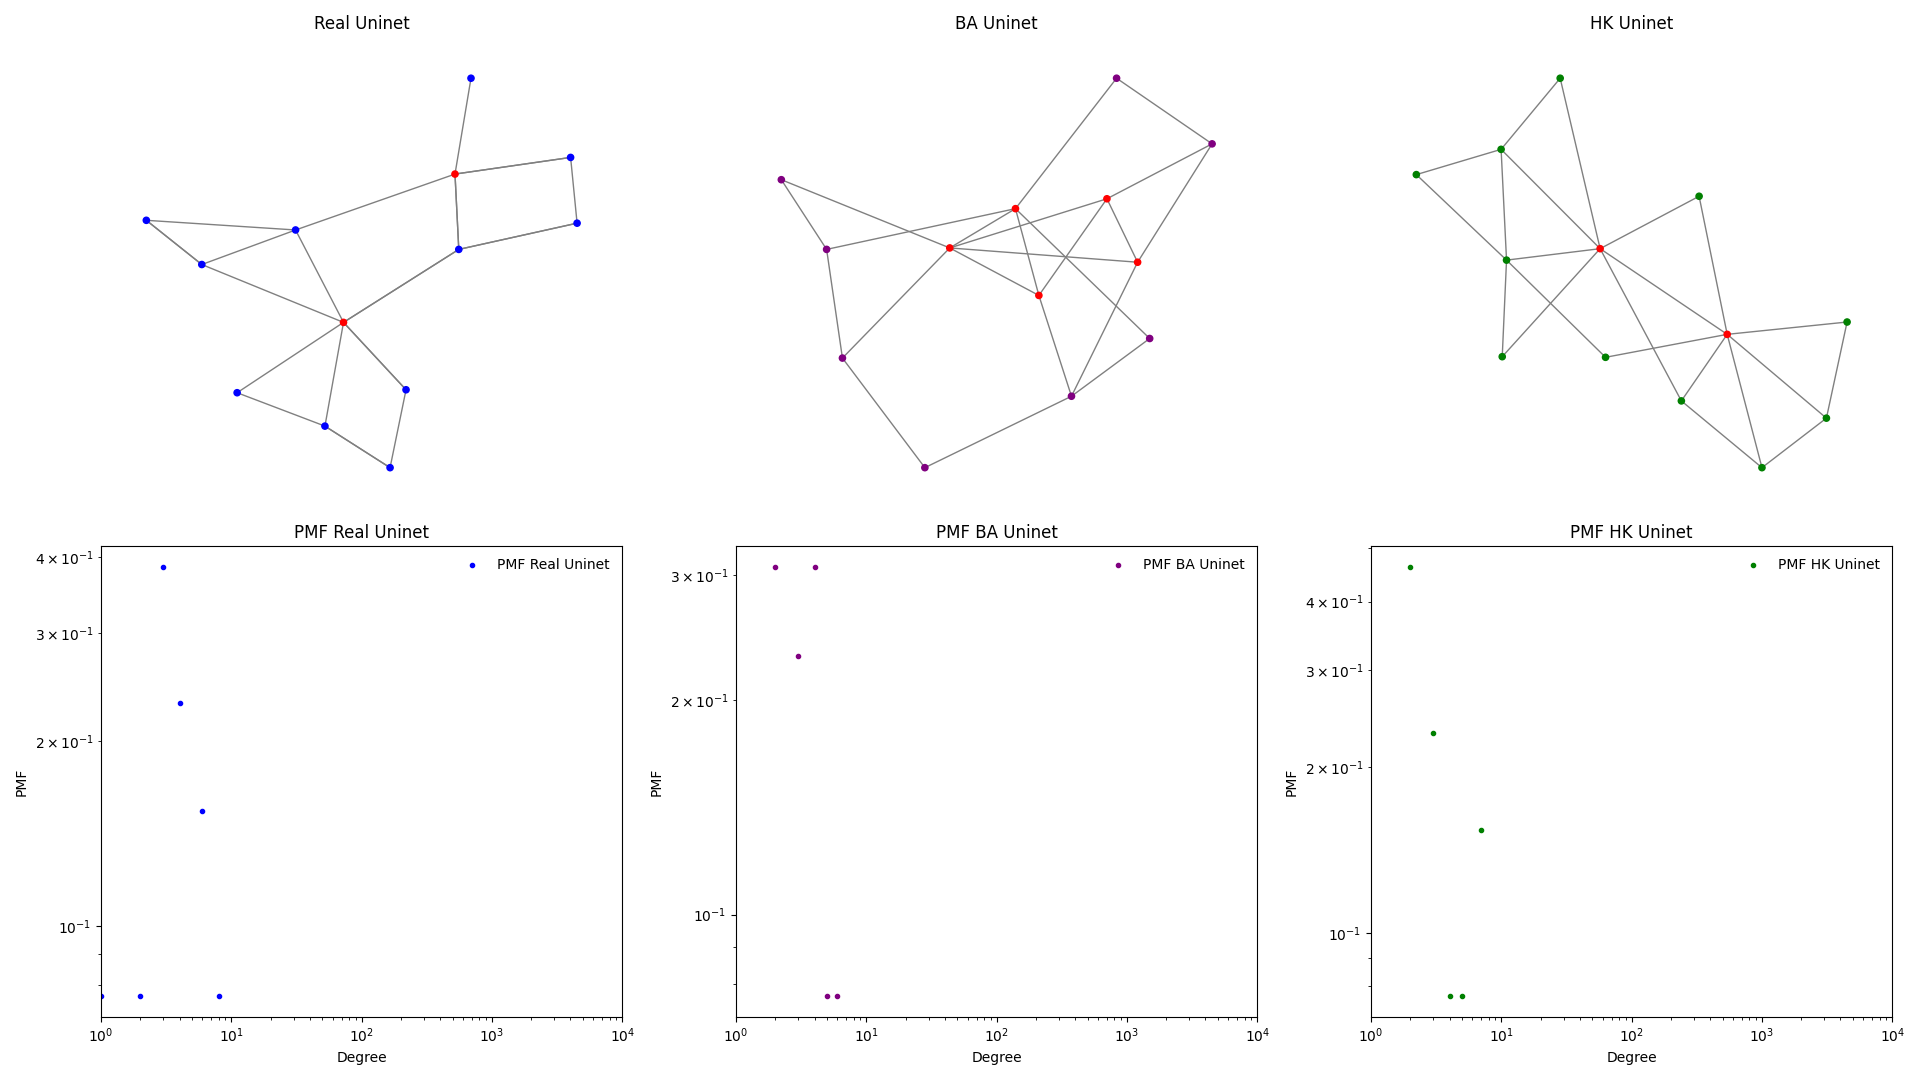 Real Uninet
BA Uninet
HK Uninet
PMF Real Uninet
PMF
4 × 10⁻¹
3 × 10⁻¹
2 × 10⁻¹
10⁻¹
PMF Real Uninet
10⁰ 10¹ 10² 10³ 10⁴
Degree
PMF BA Uninet
PMF
3 × 10⁻¹
2 × 10⁻¹
10⁻¹
PMF BA Uninet
10⁰ 10¹ 10² 10³ 10⁴
Degree
PMF HK Uninet
PMF
4 × 10⁻¹
3 × 10⁻¹
2 × 10⁻¹
10⁻¹
PMF HK Uninet
10⁰ 10¹ 10² 10³ 10⁴
Degree